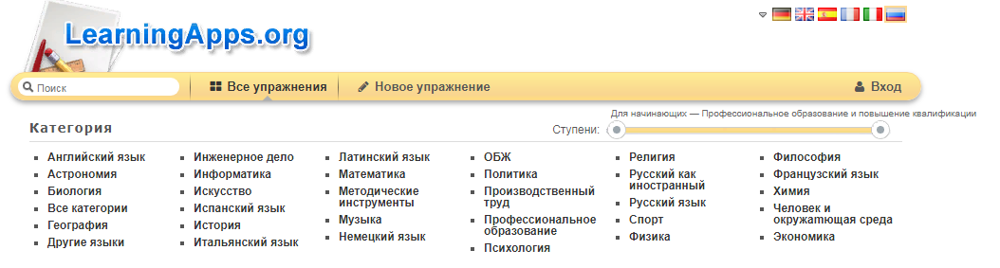 LearningApps.org
Поиск
Все упражнения
Новое упражнение
Вход
Для начинающих — Профессиональное образование и повышение квалификации
Категория
Ступени:
Английский язык
Астрономия
Биология
Все категории
География
Другие языки
Инженерное дело
Информатика
Искусство
Испанский язык
История
Итальянский язык
Латинский язык
Математика
Методические
инструменты
Музыка
Немецкий язык
ОБЖ
Политика
Производственный
труд
Профессиональное
образование
Психология
Религия
Русский как
иностранный
Русский язык
Спорт
Физика
Философия
Французский язык
Химия
Человек и
окружаmющая среда
Экономика